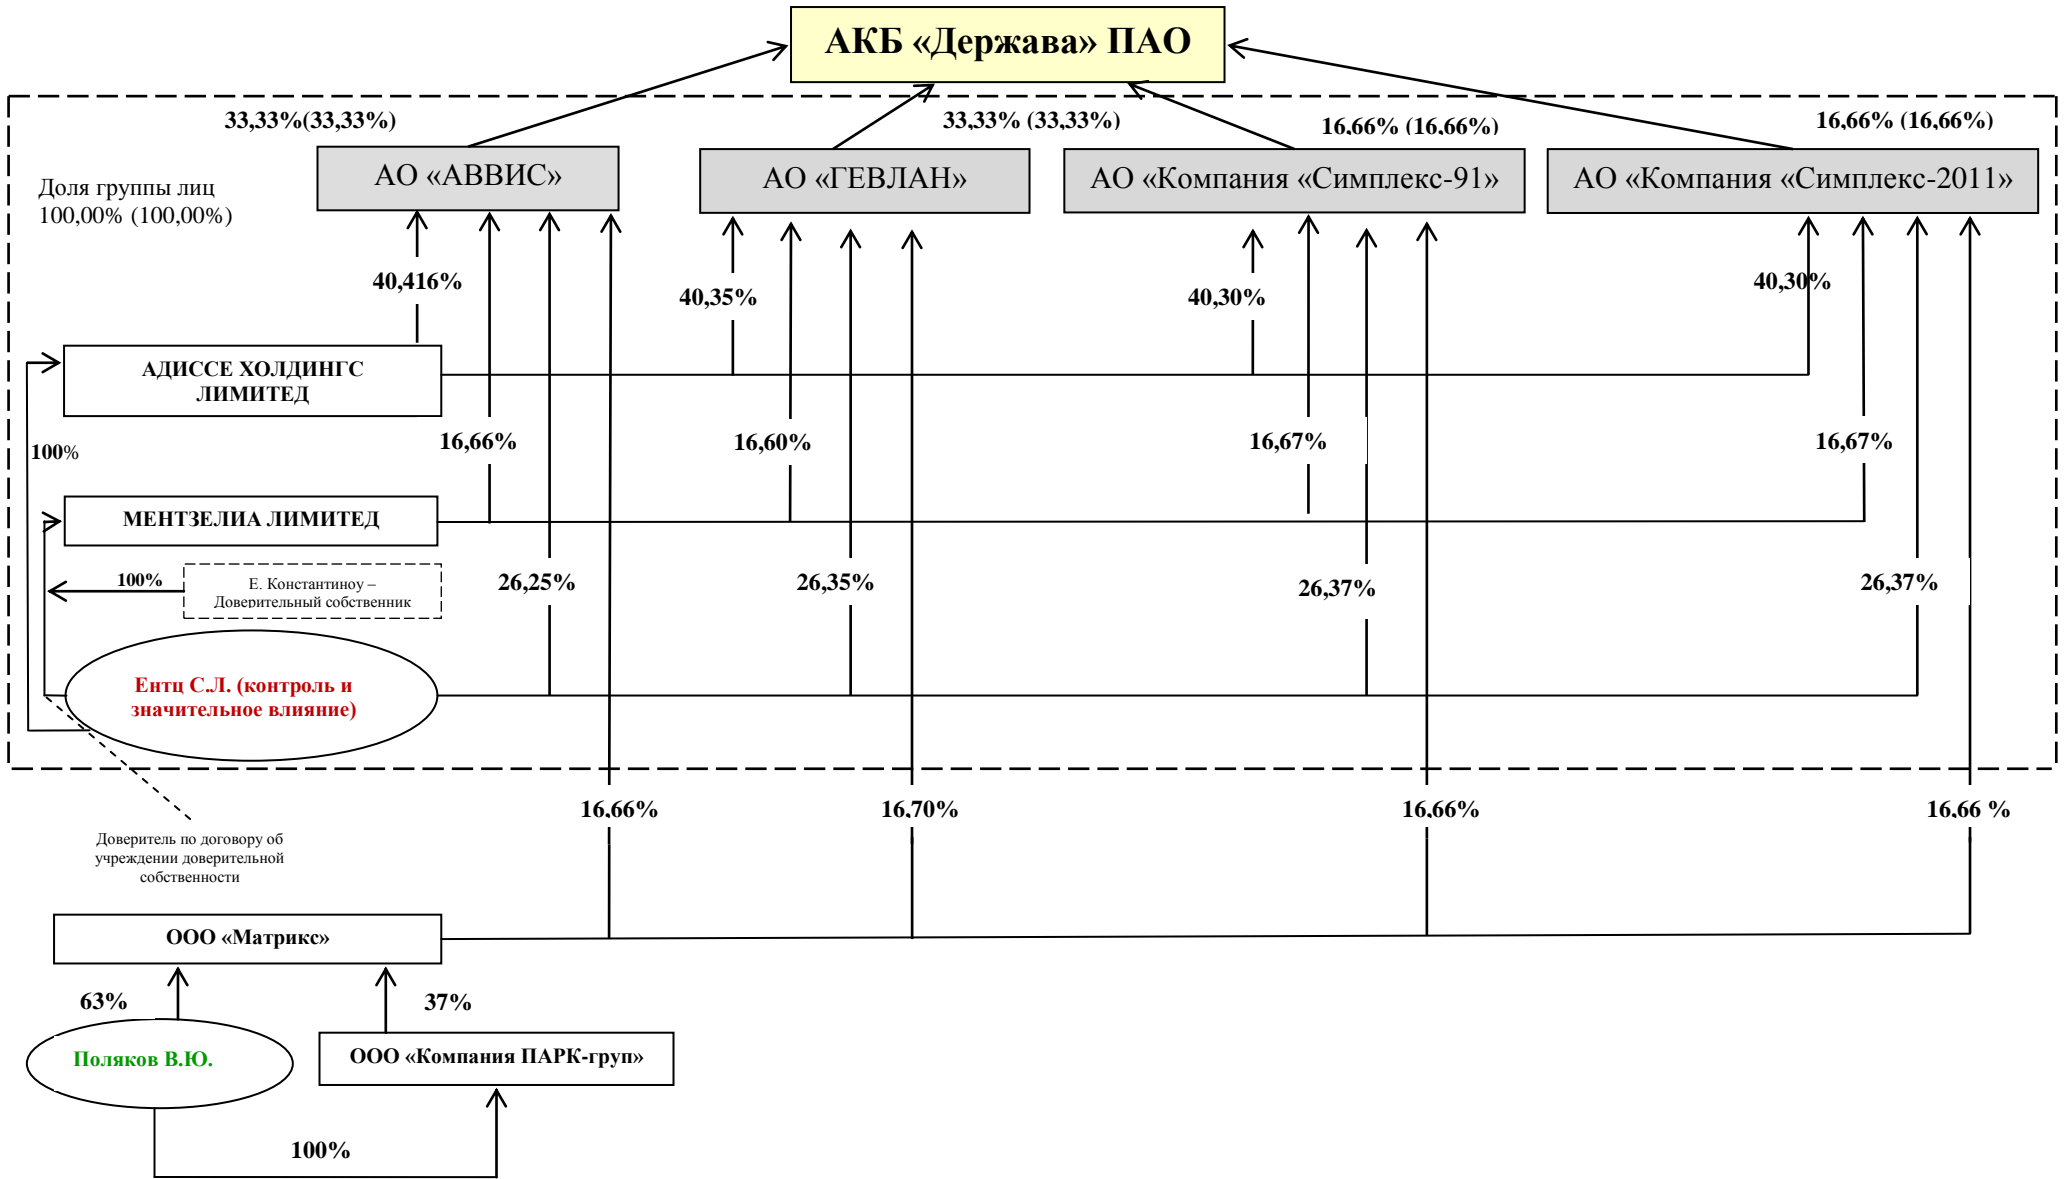 АКБ «Держава» ПАО
33,33%(33,33%)
33,33% (33,33%)
16,66% (16,66%)
16,66% (16,66%)
Доля группы лиц
100,00% (100,00%)
АО «АВВИС»
АО «ГЕВЛАН»
АО «Компания «Симплекс-91»
АО «Компания «Симплекс-2011»
40,416%
40,35%
40,30%
40,30%
АДИССЕ ХОЛДИНГС
ЛИМИТЕД
100%
16,66%
16,60%
16,67%
16,67%
МЕНТЗЕЛИА ЛИМИТЕД
100%
Е. Константиноу –
Доверительный собственник
26,25%
26,35%
26,37%
26,37%
Ентц С.Л. (контроль и
значительное влияние)
16,66%
16,70%
16,66%
16,66 %
Доверитель по договору об
учреждении доверительной
собственности
ООО «Матрикс»
63%
37%
Поляков В.Ю.
ООО «Компания ПАРК-груп»
100%